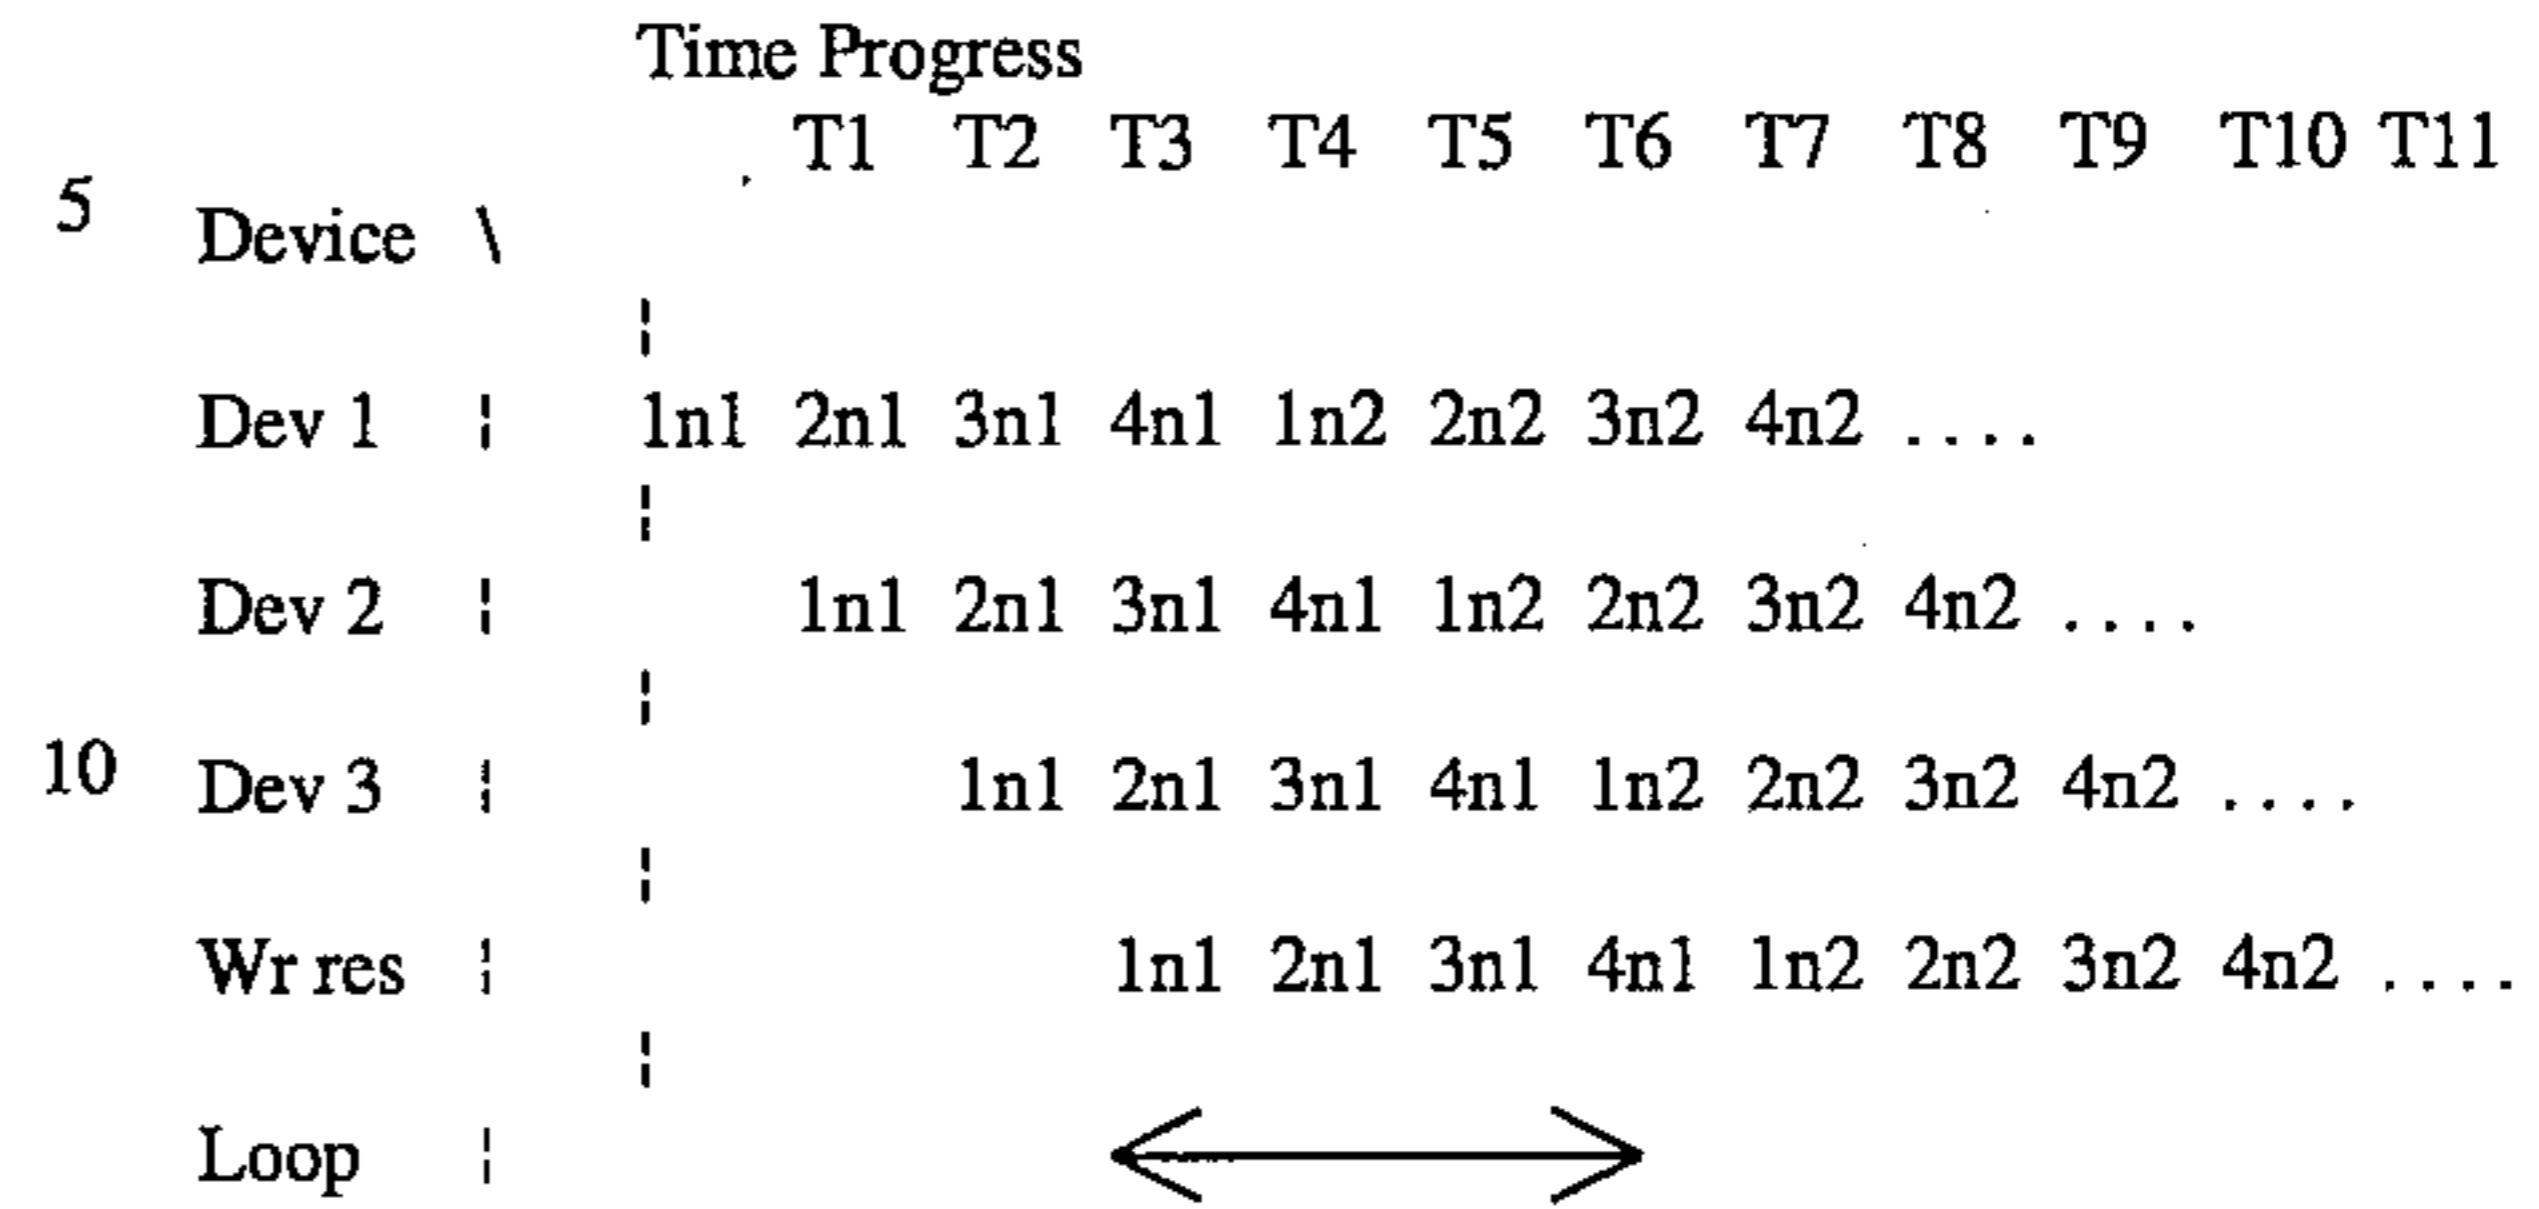 Time Progress
T1 T2 T3 T4 T5 T6 T7 T8 T9 T10 T11
5
Device \
¦
Dev 1 ¦ 1n1 2n1 3n1 4n1 1n2 2n2 3n2 4n2 ....
¦
Dev 2 ¦ 1n1 2n1 3n1 4n1 1n2 2n2 3n2 4n2 ....
¦
10
Dev 3 ¦ 1n1 2n1 3n1 4n1 1n2 2n2 3n2 4n2 ....
¦
Wr res ¦ 1n1 2n1 3n1 4n1 1n2 2n2 3n2 4n2 ....
¦
Loop ¦